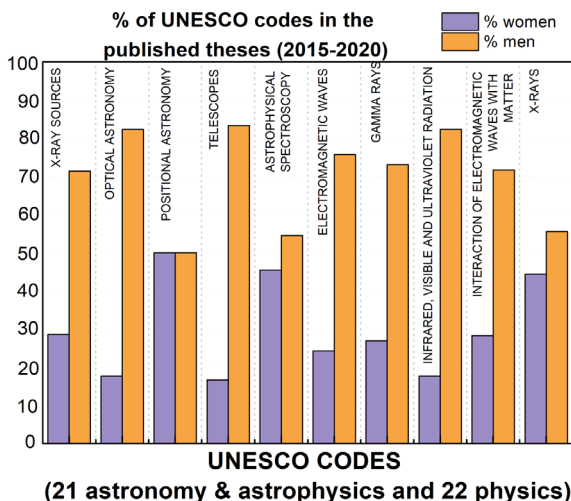 % of UNESCO codes in the
published theses (2015-2020)
% women
% men
100
90
80
70
60
50
40
30
20
10
0
X-RAY SOURCES
OPTICAL ASTRONOMY
POSITIONAL ASTRONOMY
TELESCOPES
ASTROPHYSICAL
SPECTROSCOPY
ELECTROMAGNETIC WAVES
GAMMA RAYS
INFRARED, VISIBLE AND ULTRAVIOLET RADIATION
INTERACTION OF ELECTROMAGNETIC
WAVES WITH
MATTER
X-RAYS
UNESCO CODES
(21 astronomy & astrophysics and 22 physics)